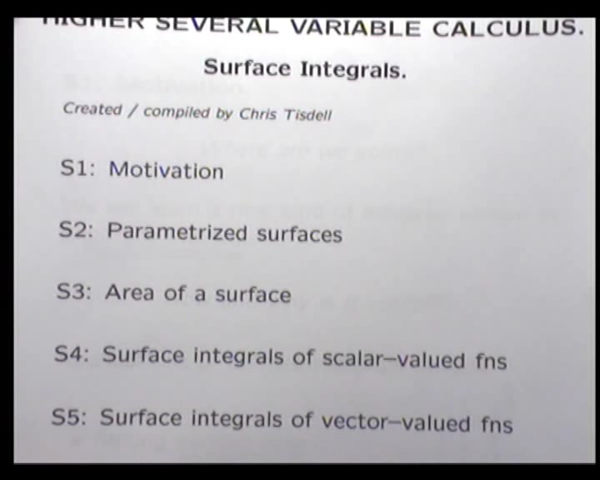 HIGHER SEVERAL VARIABLE CALCULUS.
Surface Integrals.
Created / compiled by Chris Tisdell
S1: Motivation
S2: Parametrized surfaces
S3: Area of a surface
S4: Surface integrals of scalar–valued fns
S5: Surface integrals of vector–valued fns